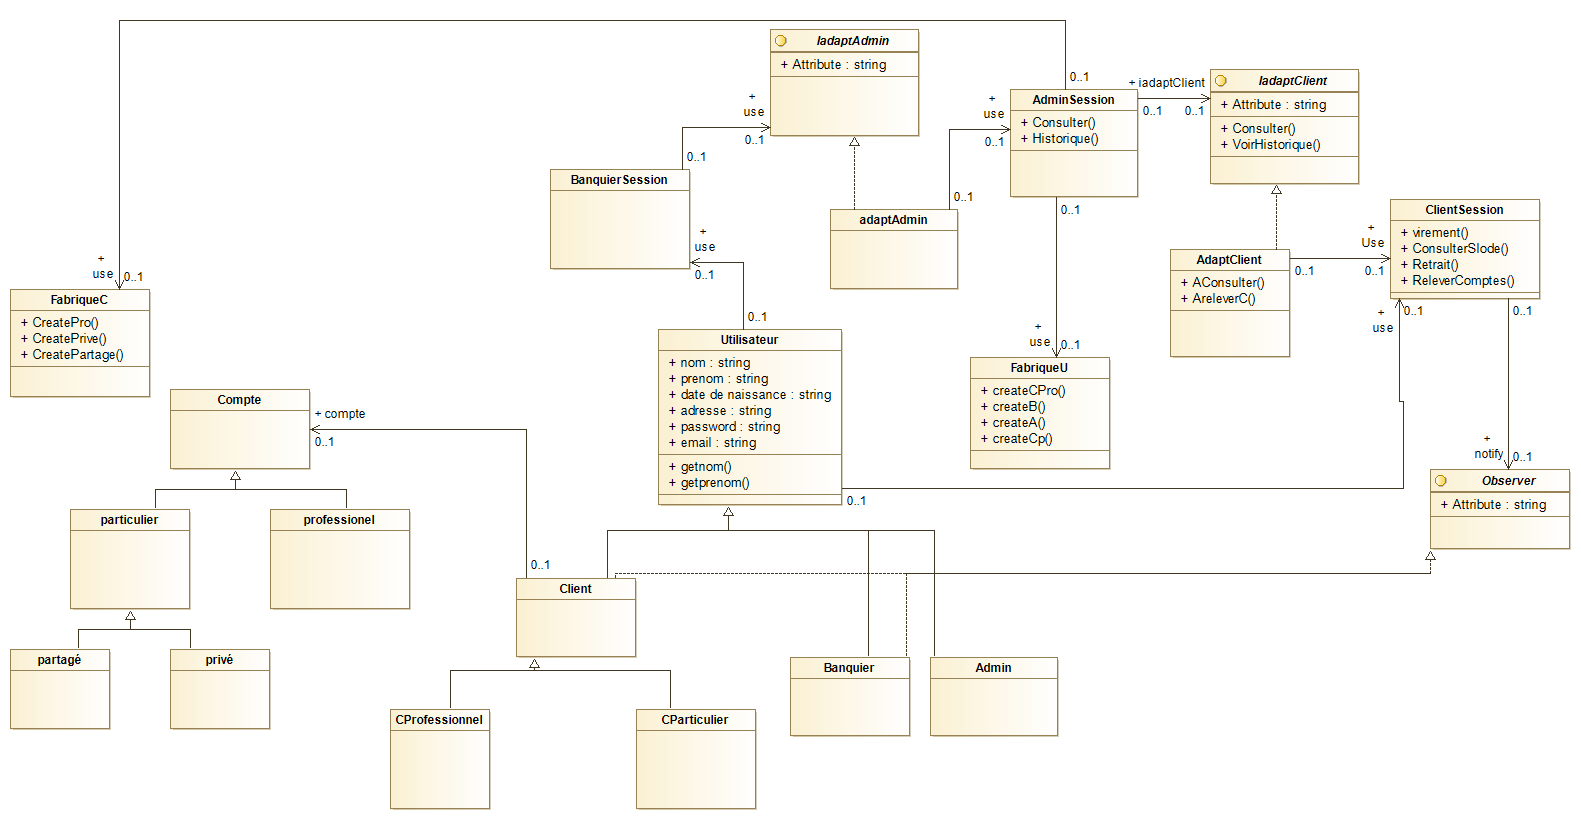 IadaptAdmin
+ Attribute : string
0..1
+ iadaptClient
0..1
0..1
AdminSession
+ Consulter()
+ Historique()
IadaptClient
+ Attribute : string
+ Consulter()
+ VoirHistorique()
+
use
0..1
0..1
+
use
0..1
0..1
BanquierSession
adaptAdmin
+
use
0..1
0..1
ClientSession
+ virement()
+ ConsulterSlode()
+ Retrait()
+ ReleverComptes()
+
Use
0..1
0..1
AdaptClient
+ AConsulter()
+ AreleverC()
+
use
0..1
FabriqueC
+ CreatePro()
+ CreatePrive()
+ CreatePartage()
+
use
0..1
0..1
0..1
+
use
0..1
Utilisateur
+ nom : string
+ prenom : string
+ date de naissance : string
+ adresse : string
+ password : string
+ email : string
+ getnom()
+ getprenom()
0..1
FabriqueU
+ createCPro()
+ createB()
+ createA()
+ createCp()
Compte
+ compte
0..1
0..1
+
notify
0..1
Observer
+ Attribute : string
particulier
professionel
Client
partagé
privé
Banquier
Admin
CProfessionnel
CParticulier